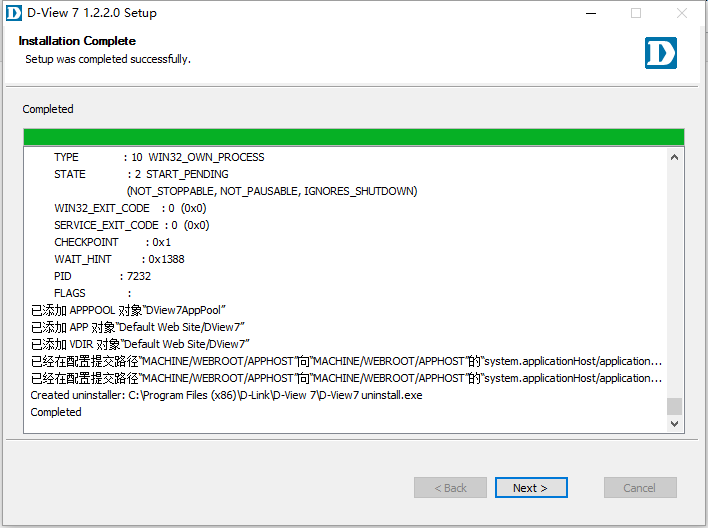 D-View 7 1.2.2.0 Setup
Installation Complete
Setup was completed successfully.
D
Completed
TYPE : 10 WIN32_OWN_PROCESS
STATE : 2 START_PENDING
(NOT_STOPPABLE, NOT_PAUSABLE, IGNORES_SHUTDOWN)
WIN32_EXIT_CODE : 0 (0x0)
SERVICE_EXIT_CODE : 0 (0x0)
CHECKPOINT : 0x1
WAIT_HINT : 0x1388
PID : 7232
FLAGS :
已添加 APPPOOL 对象“DView7AppPool”
已添加 APP 对象“Default Web Site/DView7”
已添加 VDIR 对象“Default Web Site/DView7”
已经在配置提交路径“MACHINE/WEBROOT/APPHOST”向“MACHINE/WEBROOT/APPHOST”的“system.applicationHost/application...
已经在配置提交路径“MACHINE/WEBROOT/APPHOST”向“MACHINE/WEBROOT/APPHOST”的“system.applicationHost/application...
Created uninstaller: C:\Program Files (x86)\D-Link\D-View 7\D-View7 uninstall.exe
Completed
< Back Next > Cancel